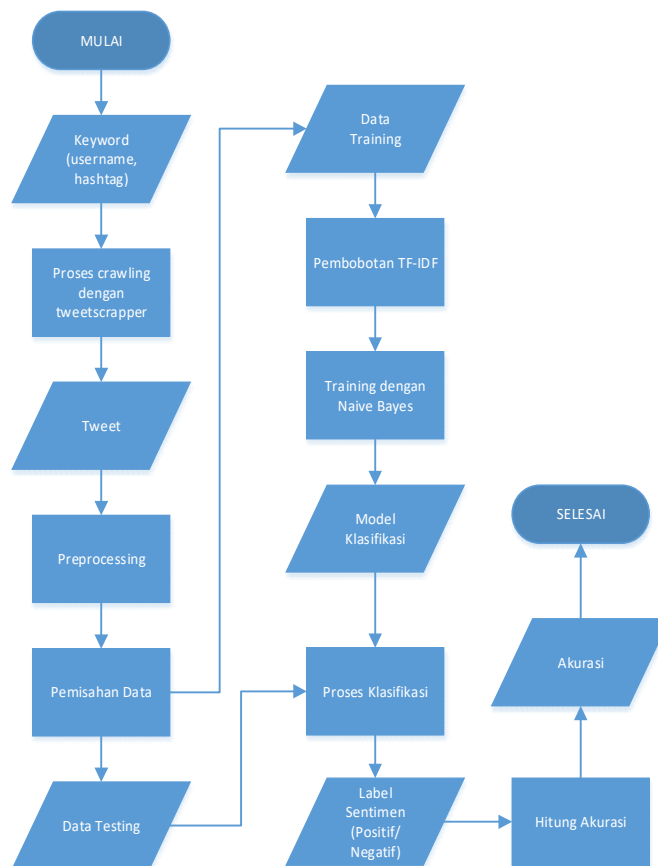 MULAI
Keyword
(username,
hashtag)
Proses crawling
dengan
tweetscrapper
Tweet
Preprocessing
Pemisahan Data
Data Testing
Data
Training
Pembobotan TF-IDF
Training dengan
Naive Bayes
Model
Klasifikasi
Proses Klasifikasi
Label
Sentimen
(Positif/
Negatif)
Hitung Akurasi
Akurasi
SELESAI